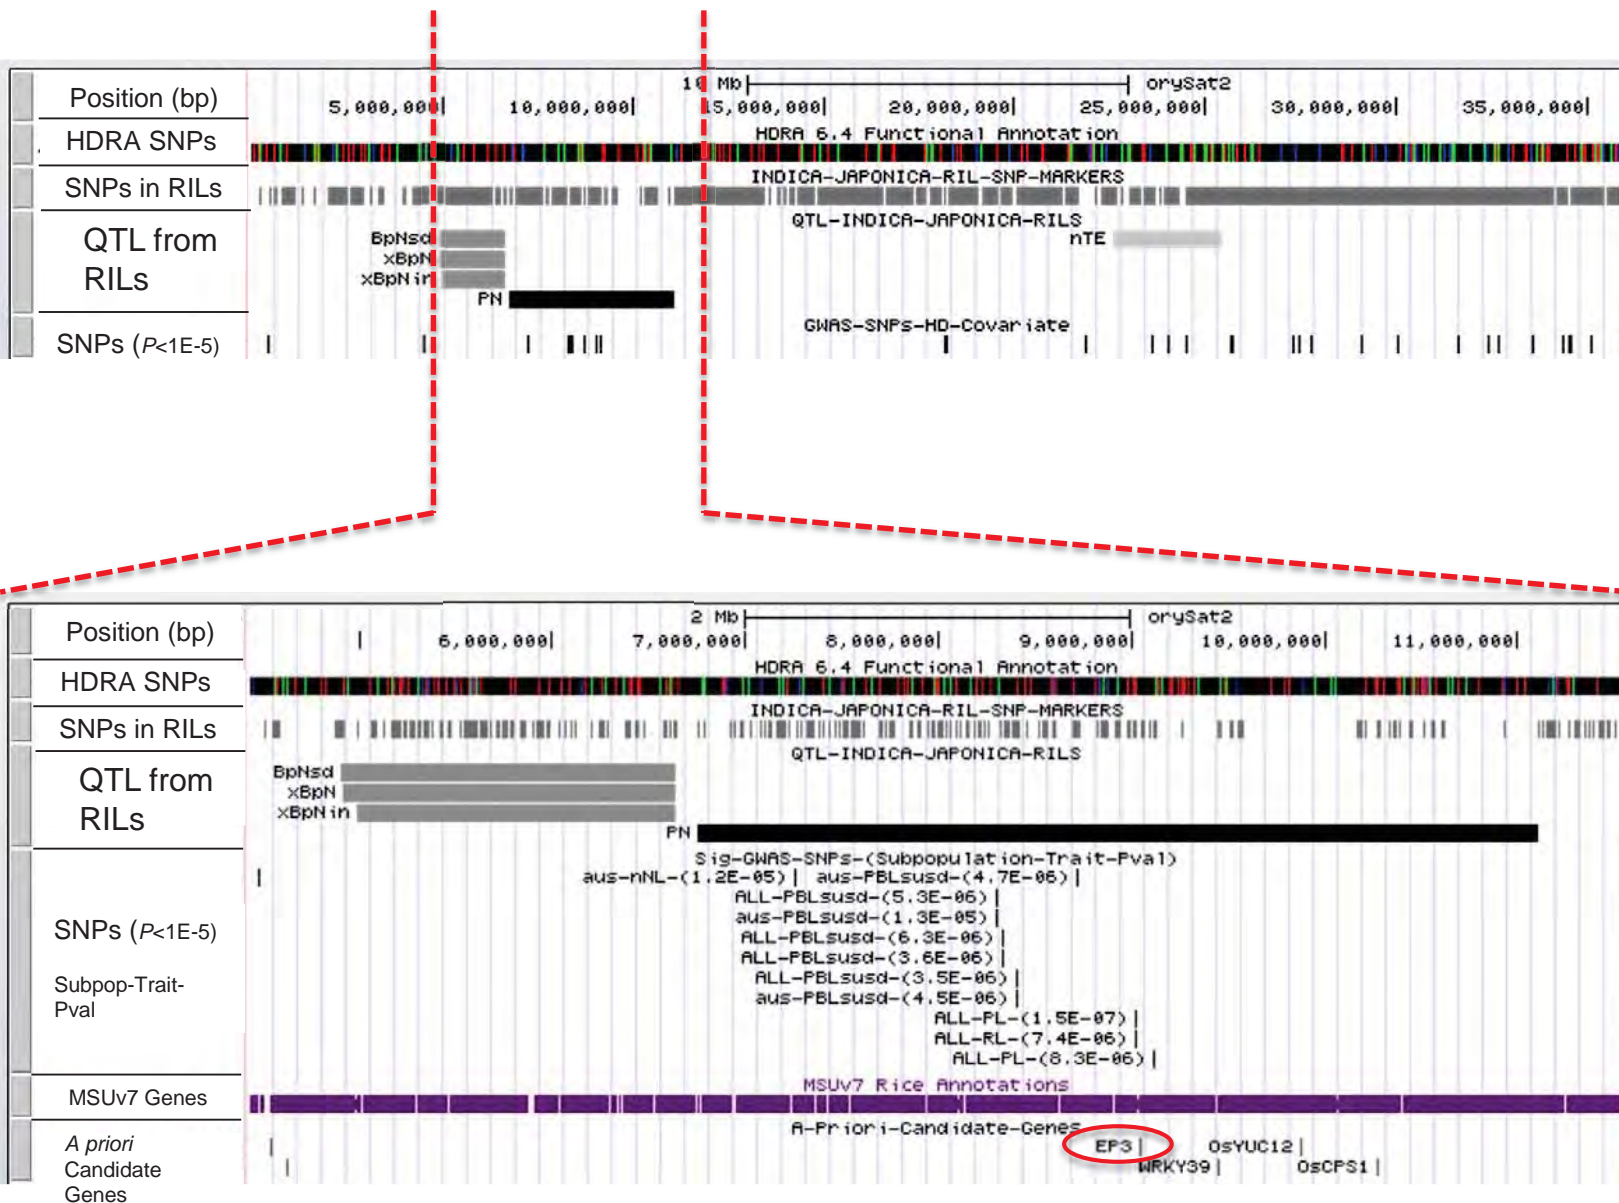 10 Mb orySat2
Position (bp) 5,000,000| 10,000,000| 15,000,000| 20,000,000| 25,000,000| 30,000,000| 35,000,000|
HDRA 6.4 Functional Annotation
HDRA SNPs
INDICA-JAPONICA-RIL-SNP-MARKERS
SNPs in RILs
QTL-INDICA-JAPONICA-RILS
QTL from
RILs
BpNsd
nTE
xBpN
xBpNin
PN
GWAS-SNPs-HD-Covariate
SNPs (P<1E-5)
2 Mb orySat2
Position (bp) | 6,000,000| 7,000,000| 8,000,000| 9,000,000| 10,000,000| 11,000,000|
HDRA 6.4 Functional Annotation
HDRA SNPs
INDICA-JAPONICA-RIL-SNP-MARKERS
SNPs in RILs
QTL-INDICA-JAPONICA-RILS
QTL from
RILs
BpNsd
xBpN
xBpNin
PN
Sig-GWAS-SNPs-(Subpopulation-Trait-Pval)
aus-nNL-(1.2E-05)| aus-PBLsusd-(4.7E-06)|
ALL-PBLsusd-(5.3E-06)|
aus-PBLsusd-(1.3E-05)|
ALL-PBLsusd-(6.3E-06)|
ALL-PBLsusd-(3.6E-06)|
ALL-PBLsusd-(3.5E-06)|
aus-PBLsusd-(4.5E-06)|
ALL-PL-(1.5E-07)|
ALL-RL-(7.4E-06)|
ALL-PL-(8.3E-06)|
SNPs (P<1E-5)
Subpop-Trait-
Pval
MSUv7 Rice Annotations
MSUv7 Genes
A-Priori-Candidate-Genes
A priori
Candidate
Genes
EP3| OsYUC12|
WRKY39| OsCPS1|